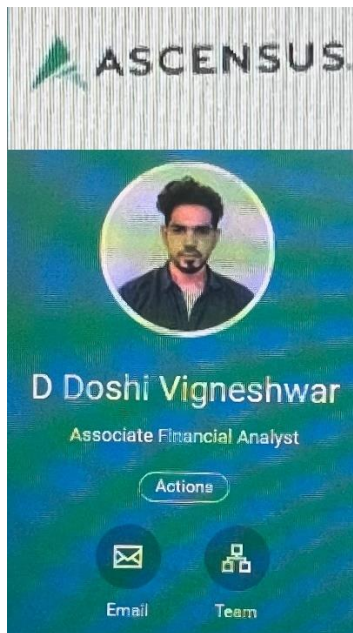 ASCENSUS
D Doshi Vigneshwar
Associate Financial Analyst
Actions
Email
Team